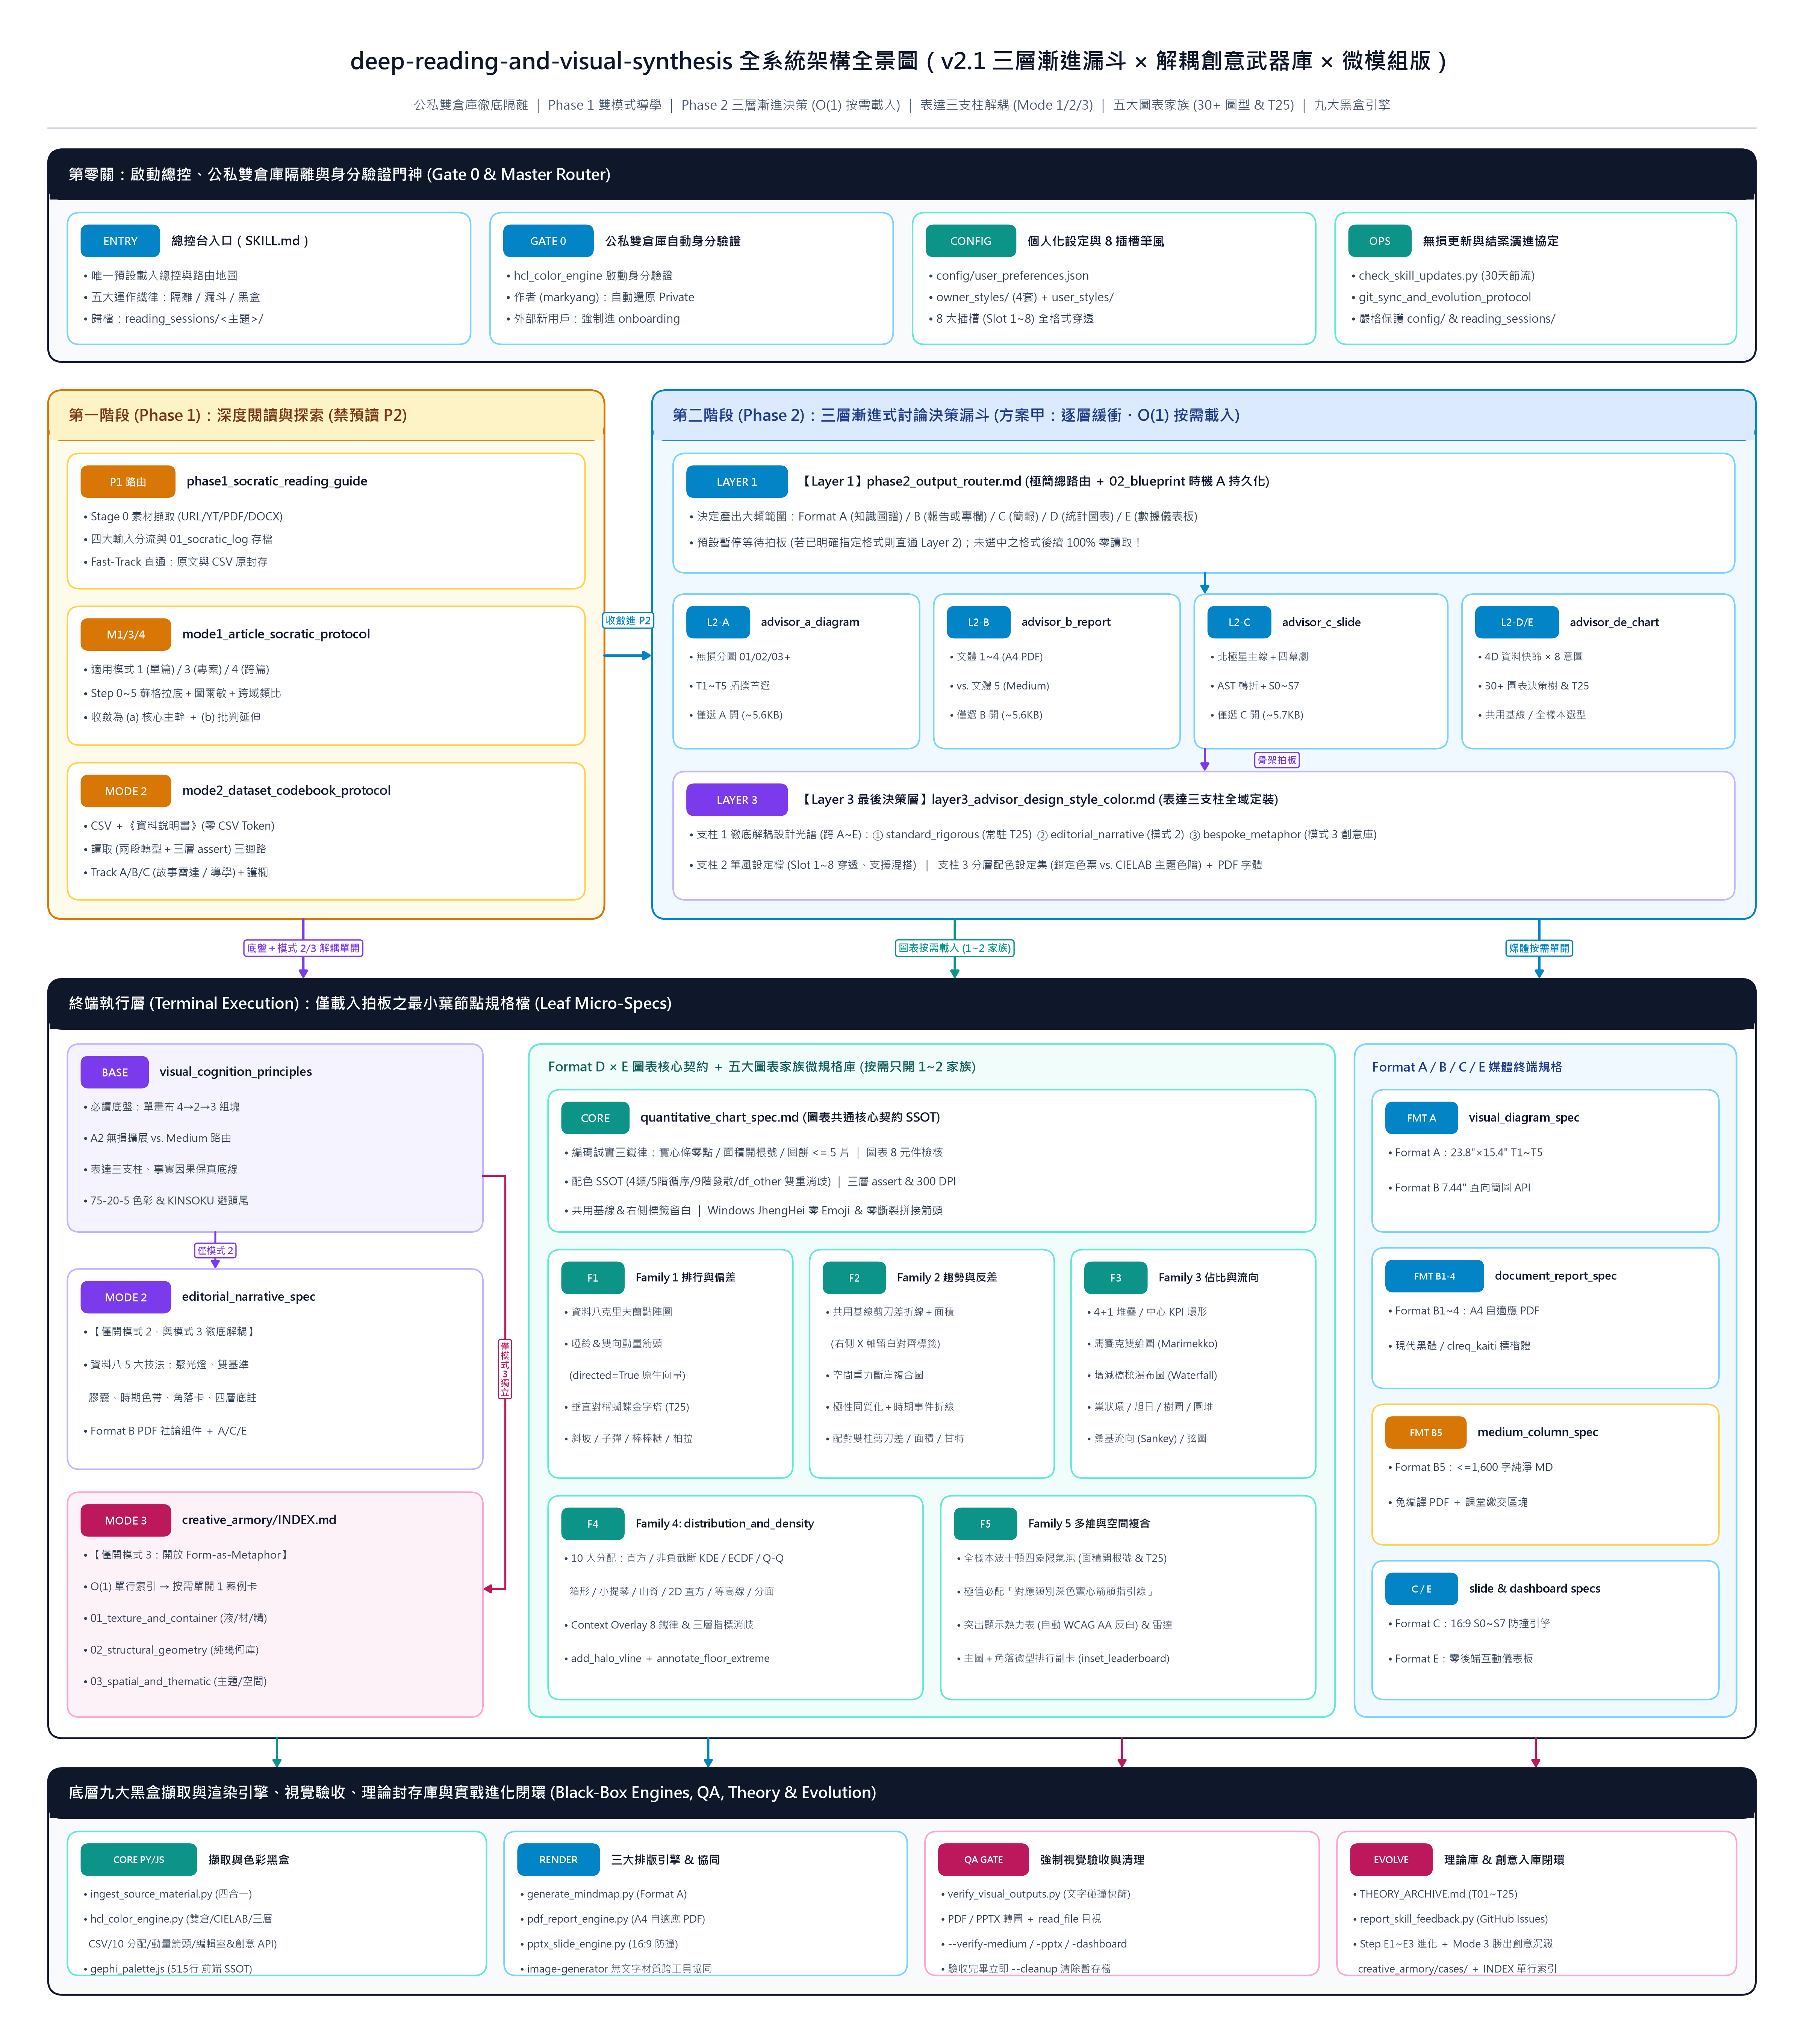 deep-reading-and-visual-synthesis 全系統架構全景圖 ( v2.1 三層漸進漏斗 × 解耦創意武器庫 × 微模組版 )
公私雙倉庫徹底隔離 | Phase 1 雙模式導學 | Phase 2 三層漸進決策 (O(1) 按需載入) | 表達三支柱解耦 (Mode 1/2/3) | 五大圖表家族 (30+ 圖型 & T25) | 九大黑盒引擎
第零關：啟動總控、公私雙倉庫隔離與身分驗證門神 (Gate 0 & Master Router)
ENTRY 總控台入口 ( SKILL.md )
• 唯一預設載入總控與路由地圖
• 五大運作鐵律：隔離 / 漏斗 / 黑盒
• 歸檔：reading_sessions/<主題>/
GATE 0 公私雙倉庫自動身分驗證
• hcl_color_engine 啟動身分驗證
• 作者 (markyang)：自動還原 Private
• 外部新用戶：強制進 onboarding
CONFIG 個人化設定與 8 插槽筆風
• config/user_preferences.json
• owner_styles/ (4套) + user_styles/
• 8 大插槽 (Slot 1~8) 全格式穿透
OPS 無損更新與結案演進協定
• check_skill_updates.py (30天節流)
• git_sync_and_evolution_protocol
• 嚴格保護 config/ & reading_sessions/
第一階段 (Phase 1)：深度閱讀與探索 (禁預讀 P2)
P1 路由 phase1_socratic_reading_guide
• Stage 0 素材擷取 (URL/YT/PDF/DOCX)
• 四大輸入分流與 01_socratic_log 存檔
• Fast-Track 直通：原文與 CSV 原封存
M1/3/4 mode1_article_socratic_protocol
• 適用模式 1 (單篇) / 3 (專案) / 4 (跨篇)
• Step 0~5 蘇格拉底＋圖爾敏＋跨域類比
• 收斂為 (a) 核心主幹 ＋ (b) 批判延伸
MODE 2 mode2_dataset_codebook_protocol
• CSV ＋《資料說明書》(零 CSV Token)
• 讀取 (兩段轉型＋三層 assert) 三迴路
• Track A/B/C (故事雷達 / 導學)＋護欄
收斂進 P2
第二階段 (Phase 2)：三層漸進式討論決策漏斗 (方案甲：逐層緩衝・O(1) 按需載入)
LAYER 1 【Layer 1】phase2_output_router.md (極簡總路由 ＋ 02_blueprint 時機 A 持久化)
• 決定產出大類範圍：Format A (知識圖譜) / B (報告或專欄) / C (簡報) / D (統計圖表) / E (數據儀表板)
• 預設暫停等待拍板 (若已明確指定格式則直通 Layer 2)；未選中之格式後續 100% 零讀取！
L2-A advisor_a_diagram
• 無損分圖 01/02/03+
• T1~T5 拓撲首選
• 僅選 A 開 (~5.6KB)
L2-B advisor_b_report
• 文體 1~4 (A4 PDF)
• vs. 文體 5 (Medium)
• 僅選 B 開 (~5.6KB)
L2-C advisor_c_slide
• 北極星主線＋四幕劇
• AST 轉折＋S0~S7
• 僅選 C 開 (~5.7KB)
L2-D/E advisor_de_chart
• 4D 資料快篩 × 8 意圖
• 30+ 圖表決策樹 & T25
• 共用基線 / 全樣本選型
骨架拍板
LAYER 3 【Layer 3 最後決策層】layer3_advisor_design_style_color.md (表達三支柱全域定裝)
• 支柱 1 徹底解耦設計光譜 (跨 A~E)：① standard_rigorous (常駐 T25) ② editorial_narrative (模式 2) ③ bespoke_metaphor (模式 3 創意庫)
• 支柱 2 筆風設定檔 (Slot 1~8 穿透、支援混搭) | 支柱 3 分層配色設定集 (鎖定色票 vs. CIELAB 主題色階) ＋ PDF 字體
底盤＋模式 2/3 解耦單開
圖表按需載入 (1~2 家族)
媒體按需單開
終端執行層 (Terminal Execution)：僅載入拍板之最小葉節點規格檔 (Leaf Micro-Specs)
BASE visual_cognition_principles
• 必讀底盤：單畫布 4→2→3 組塊
• A2 無損擴展 vs. Medium 路由
• 表達三支柱、事實因果保真底線
• 75-20-5 色彩 & KINSOKU 避頭尾
僅模式 2
MODE 2 editorial_narrative_spec
• 【僅開模式 2，與模式 3 徹底解耦】
• 資料八 5 大技法：聚光燈、雙基準
膠囊、時期色帶、角落卡、四層底註
• Format B PDF 社論組件 ＋ A/C/E
僅模式3獨立
MODE 3 creative_armory/INDEX.md
• 【僅開模式 3：開放 Form-as-Metaphor】
• O(1) 單行索引 → 按需單開 1 案例卡
• 01_texture_and_container (液/材/精)
• 02_structural_geometry (純幾何庫)
• 03_spatial_and_thematic (主題/空間)
Format D × E 圖表核心契約 ＋ 五大圖表家族微規格庫 (按需只開 1~2 家族)
CORE quantitative_chart_spec.md (圖表共通核心契約 SSOT)
• 編碼誠實三鐵律：實心條零點 / 面積開根號 / 圓餅 <= 5 片 | 圖表 8 元件檢核
• 配色 SSOT (4類/5階循序/9階發散/df_other 雙重消歧) | 三層 assert & 300 DPI
• 共用基線＆右側標籤留白 | Windows JhengHei 零 Emoji ＆ 零斷裂拼接箭頭
F1 Family 1 排行與偏差
• 資料八克里夫蘭點陣圖
• 啞鈴＆雙向動量箭頭
(directed=True 原生向量)
• 垂直對稱蝴蝶金字塔 (T25)
• 斜坡 / 子彈 / 棒棒糖 / 柏拉
F2 Family 2 趨勢與反差
• 共用基線剪刀差折線＋面積
(右側 X 軸留白對齊標籤)
• 空間重力斷崖複合圖
• 極性同質化＋時期事件折線
• 配對雙柱剪刀差 / 面積 / 甘特
F3 Family 3 佔比與流向
• 4+1 堆疊 / 中心 KPI 環形
• 馬賽克雙維圖 (Marimekko)
• 增減橋樑瀑布圖 (Waterfall)
• 巢狀環 / 旭日 / 樹圖 / 圓堆
• 桑基流向 (Sankey) / 弦圖
F4 Family 4: distribution_and_density
• 10 大分配：直方 / 非負截斷 KDE / ECDF / Q-Q
箱形 / 小提琴 / 山脊 / 2D 直方 / 等高線 / 分面
• Context Overlay 8 鐵律 & 三層指標消歧
• add_halo_vline ＋ annotate_floor_extreme
F5 Family 5 多維與空間複合
• 全樣本波士頓四象限氣泡 (面積開根號 & T25)
• 極值必配「對應類別深色實心箭頭指引線」
• 突出顯示熱力表 (自動 WCAG AA 反白) & 雷達
• 主圖＋角落微型排行副卡 (inset_leaderboard)
Format A / B / C / E 媒體終端規格
FMT A visual_diagram_spec
• Format A：23.8"×15.4" T1~T5
• Format B 7.44" 直向簡圖 API
FMT B1-4 document_report_spec
• Format B1~4：A4 自適應 PDF
• 現代黑體 / clreq_kaiti 標楷體
FMT B5 medium_column_spec
• Format B5：<=1,600 字純淨 MD
• 免編譯 PDF ＋ 課堂繳交區塊
C / E slide & dashboard specs
• Format C：16:9 S0~S7 防撞引擎
• Format E：零後端互動儀表板
底層九大黑盒擷取與渲染引擎、視覺驗收、理論封存庫與實戰進化閉環 (Black-Box Engines, QA, Theory & Evolution)
CORE PY/JS 擷取與色彩黑盒
• ingest_source_material.py (四合一)
• hcl_color_engine.py (雙倉/CIELAB/三層
CSV/10 分配/動量箭頭/編輯室&創意 API)
• gephi_palette.js (515行 前端 SSOT)
RENDER 三大排版引擎 & 協同
• generate_mindmap.py (Format A)
• pdf_report_engine.py (A4 自適應 PDF)
• pptx_slide_engine.py (16:9 防撞)
• image-generator 無文字材質跨工具協同
QA GATE 強制視覺驗收與清理
• verify_visual_outputs.py (文字碰撞快篩)
• PDF / PPTX 轉圖 ＋ read_file 目視
• --verify-medium / -pptx / -dashboard
• 驗收完畢立即 --cleanup 清除暫存檔
EVOLVE 理論庫 & 創意入庫閉環
• THEORY_ARCHIVE.md (T01~T25)
• report_skill_feedback.py (GitHub Issues)
• Step E1~E3 進化 ＋ Mode 3 勝出創意沉澱
creative_armory/cases/ ＋ INDEX 單行索引